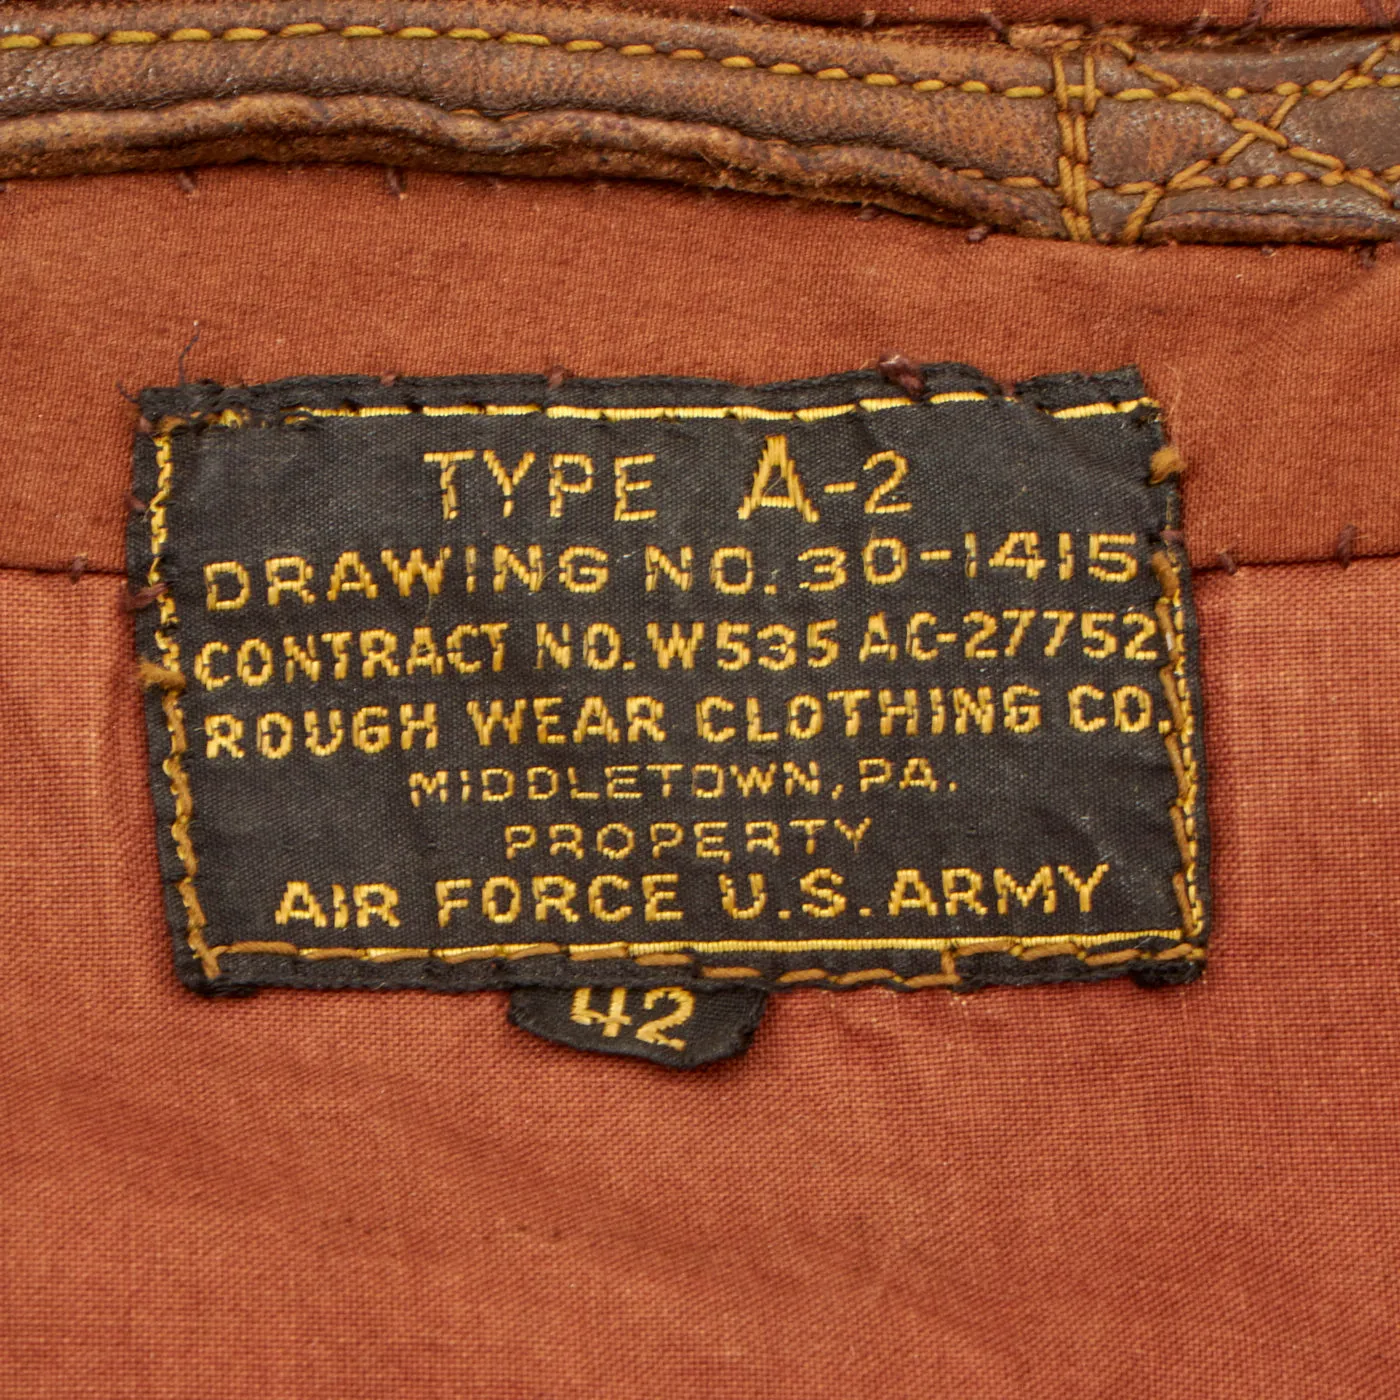 TYPE A-2
DRAWING NO. 30-1415
CONTRACT NO. W535 AC-27752
ROUGH WEAR CLOTHING CO.
MIDDLETOWN, PA.
PROPERTY
AIR FORCE U.S. ARMY
42